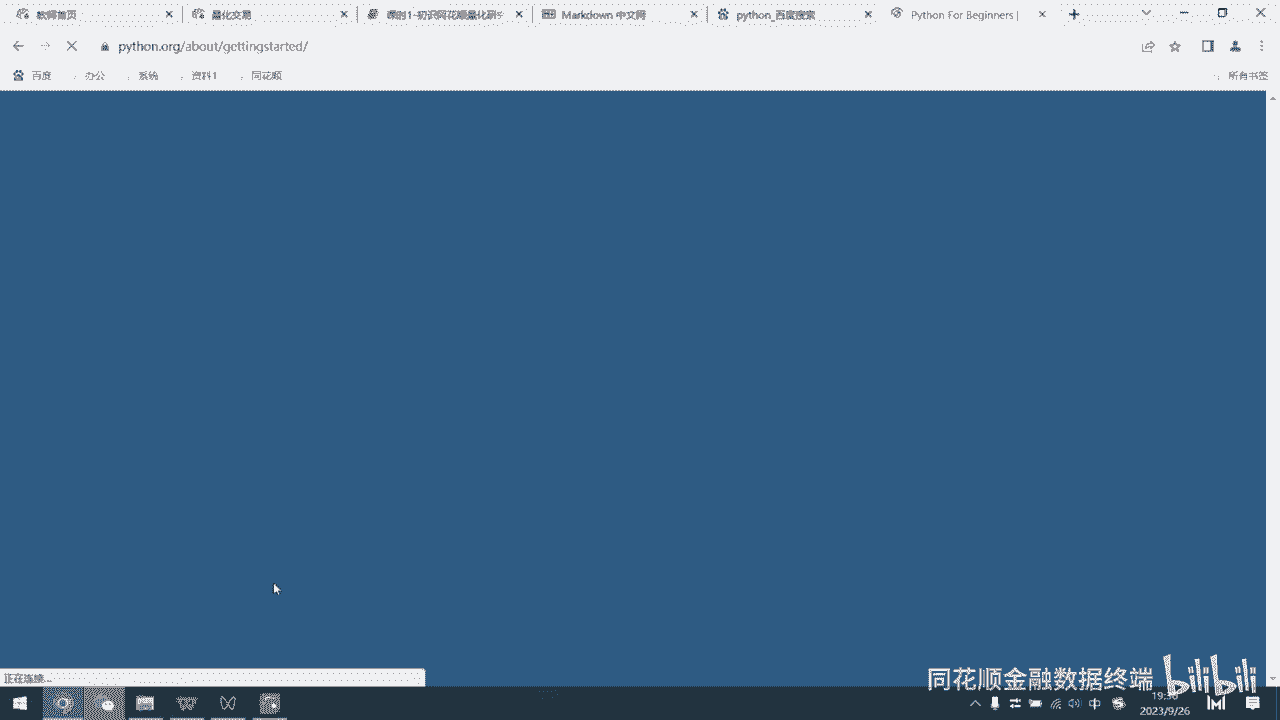 教师首页
量化交易
课时1-初识同花顺量化研究
Markdown 中文网
python_百度搜索
Python For Beginners |
python.org/about/gettingstarted/
百度
办公
系统
资料1
同花顺
所有书签
正在连接...
同花顺金融数据终端
bilibili
中
2023/9/26